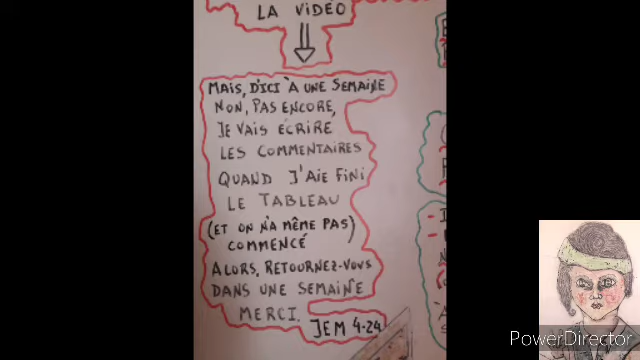 LA VIDÉO
MAIS, D'ICI À UNE SEMAINE
NON, PAS ENCORE,
JE VAIS ÉCRIRE
LES COMMENTAIRES
QUAND J'AIE FINI
LE TABLEAU
(ET ON N'A MÊME PAS)
COMMENCÉ
ALORS, RETOURNEZ-VOUS
DANS UNE SEMAINE
MERCI.
JEM 4-24
PowerDirector